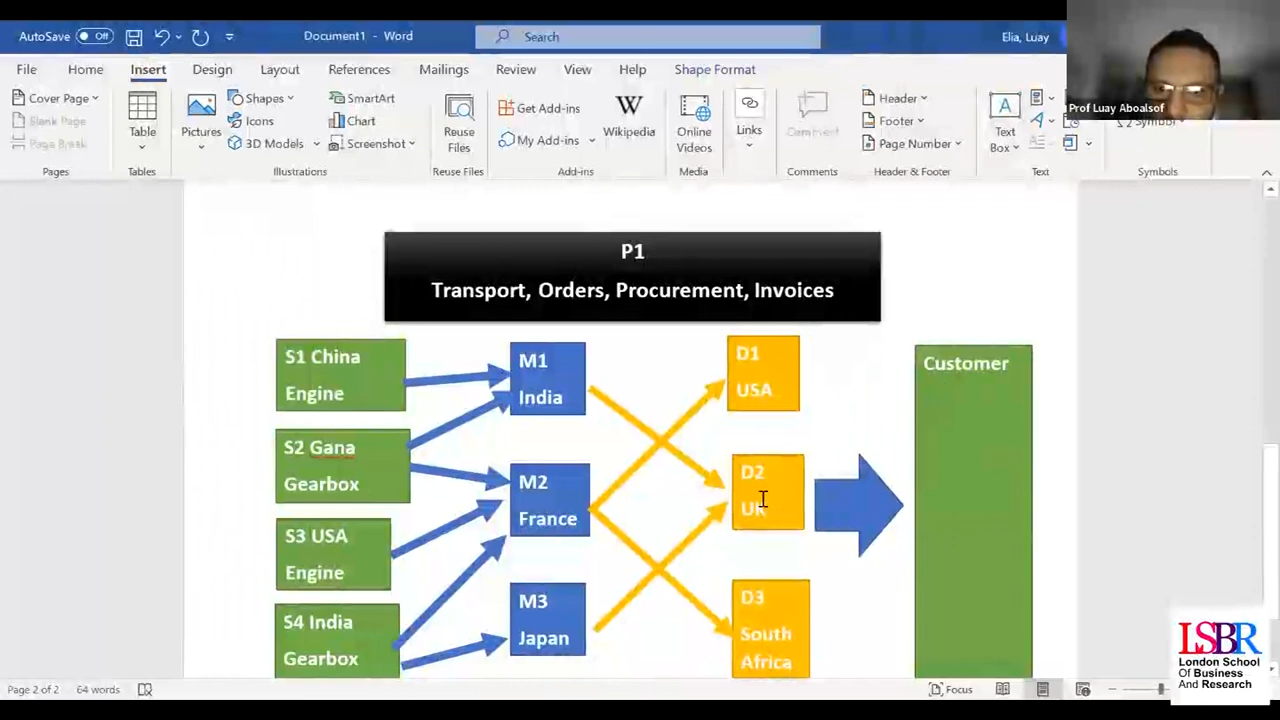 AutoSave Off
Document1 - Word
Search
Elia, Luay
File Home Insert Design Layout References Mailings Review View Help Shape Format
Cover Page
Blank Page
Page Break
Pages
Table
Tables
Pictures
Shapes
Icons
3D Models
SmartArt
Chart
Screenshot
Illustrations
Reuse
Files
Reuse Files
Get Add-ins
My Add-ins
Wikipedia
Add-ins
Online
Videos
Media
Links
Comment
Comments
Header
Footer
Page Number
Header & Footer
Text
Box
Text
Symbol
Symbols
Prof Luay Aboalsof
P1
Transport, Orders, Procurement, Invoices
S1 China
Engine
S2 Gana
Gearbox
S3 USA
Engine
S4 India
Gearbox
M1
India
M2
France
M3
Japan
D1
USA
D2
UK
D3
South
Africa
Customer
Page 2 of 2
64 words
Focus
LSBR
London School
Of Business
And Research